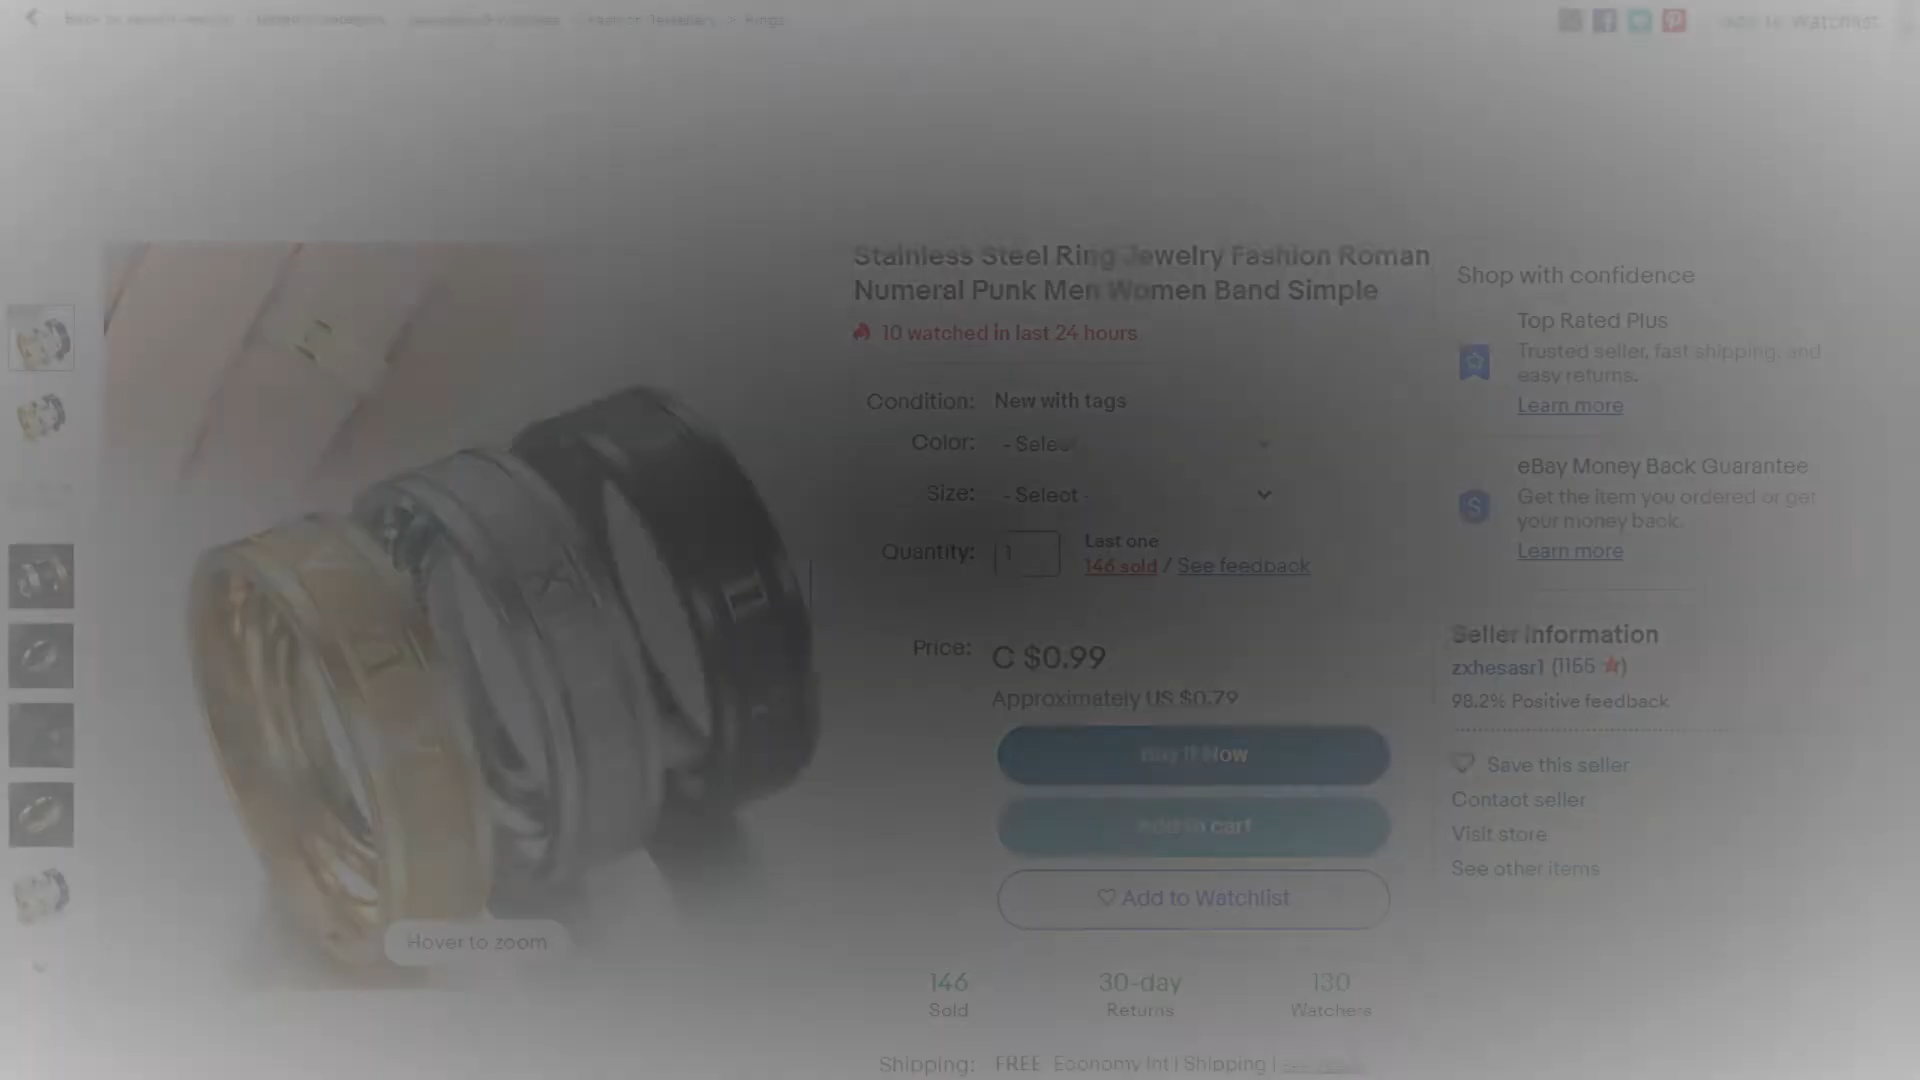 Rings
Add to Watchlist
Stainless Steel Ring Jewelry Fashion Roman
Numeral Punk Men Women Band Simple
10 watched in last 24 hours
Condition: New with tags
Color: - Selec
Size: - Select -
Quantity: 1
Last one
146 sold / See feedback
Price: C $0.99
Approximately US $0.79
Buy It Now
Add to cart
Add to Watchlist
Hover to zoom
146
Sold
30-day
Returns
130
Watchers
Shipping: FREE Economy Int'l Shipping |
Shop with confidence
Top Rated Plus
Trusted seller, fast shipping, and
easy returns.
Learn more
eBay Money Back Guarantee
Get the item you ordered or get
your money back.
Learn more
Seller information
zxhesasr1 (1155 ★)
98.2% Positive feedback
Save this seller
Contact seller
Visit store
See other items